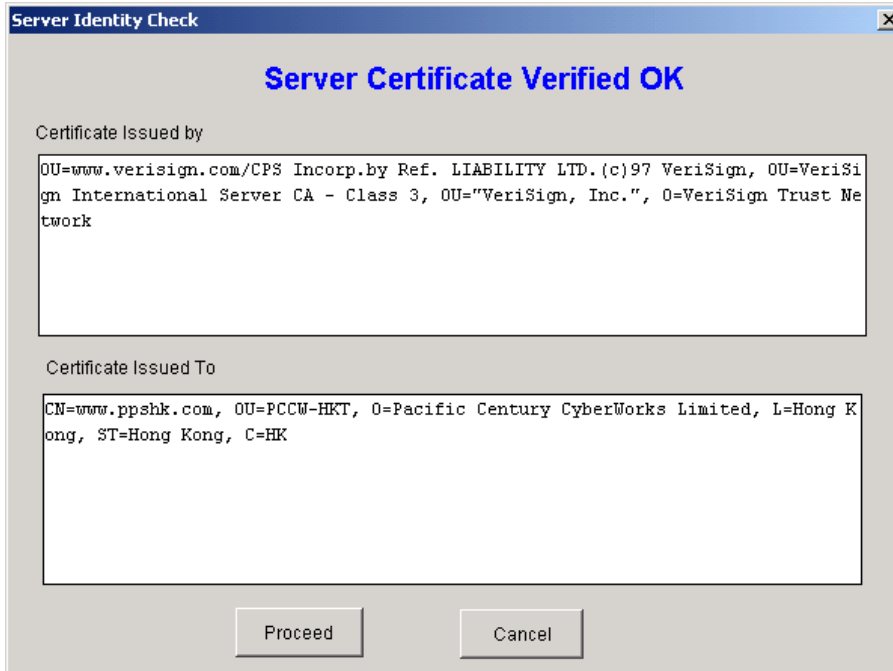 Server Identity Check
Server Certificate Verified OK
Certificate Issued by
OU=www.verisign.com/CPS Incorp.by Ref. LIABILITY LTD.(c)97 VeriSign, OU=VeriSi
gn International Server CA - Class 3, OU="VeriSign, Inc.", O=VeriSign Trust Ne
twork
Certificate Issued To
CN=www.ppshk.com, OU=PCCW-HKT, O=Pacific Century CyberWorks Limited, L=Hong K
ong, ST=Hong Kong, C=HK
Proceed
Cancel